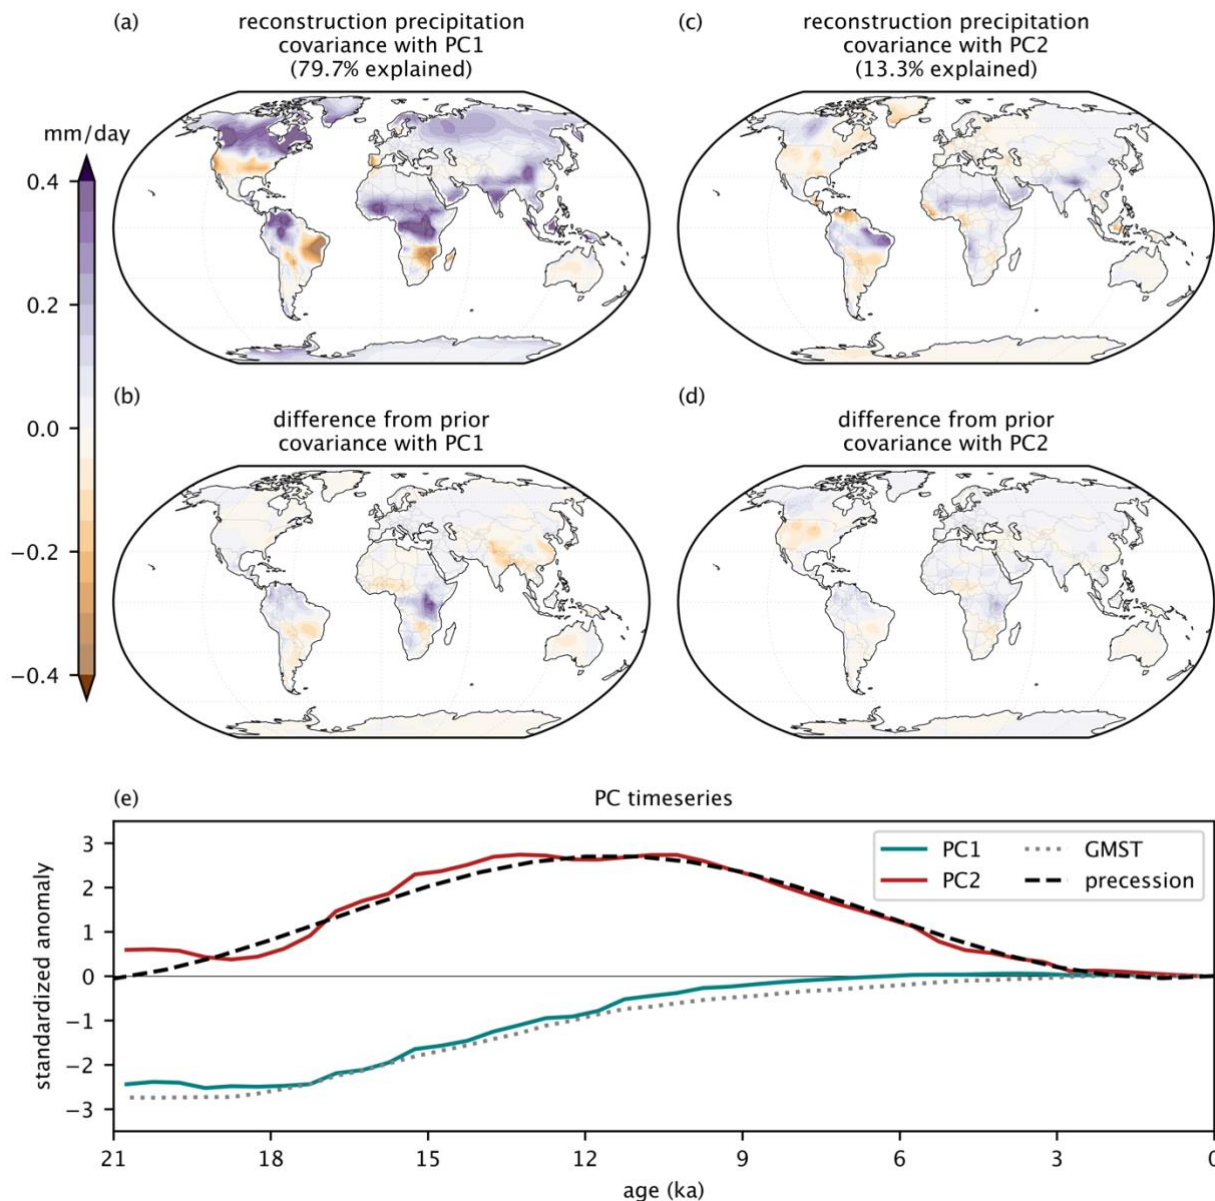 (a)
reconstruction precipitation
covariance with PC1
(79.7% explained)
(c)
reconstruction precipitation
covariance with PC2
(13.3% explained)
mm/day
0.4
0.2
0.0
−0.2
−0.4
(b)
difference from prior
covariance with PC1
(d)
difference from prior
covariance with PC2
(e)
PC timeseries
standardized anomaly
3
2
1
0
−1
−2
−3
PC1
PC2
GMST
precession
21
18
15
12
9
6
3
0
age (ka)